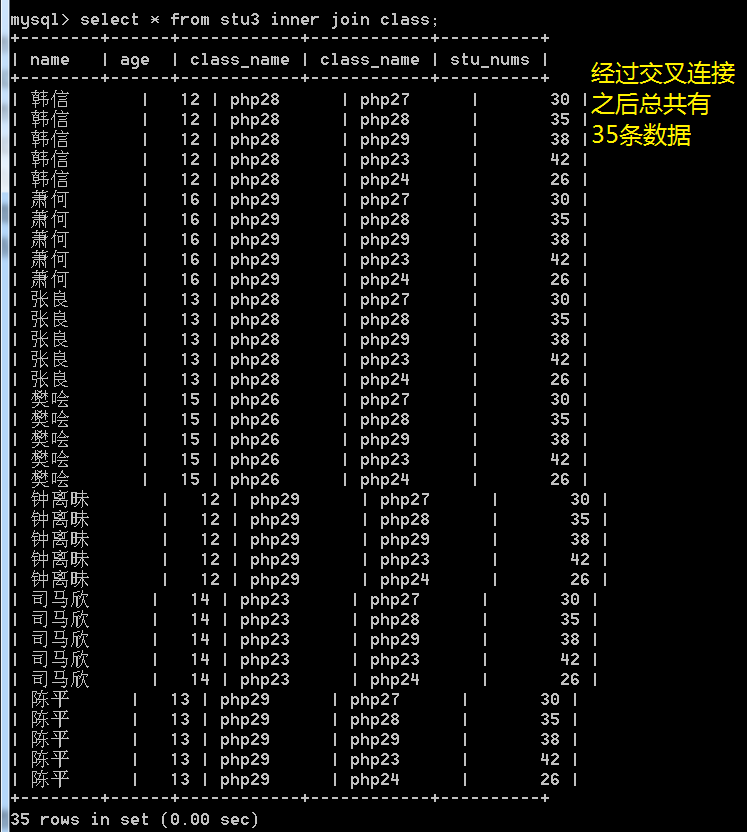 mysql> select * from stu3 inner join class;
+--------+------+------------+------------+----------+
| name   | age  | class_name | class_name | stu_nums |
+--------+------+------------+------------+----------+
| 韩信       |   12 | php28      | php27      |       30 |
| 韩信       |   12 | php28      | php28      |       35 |
| 韩信       |   12 | php28      | php29      |       38 |
| 韩信       |   12 | php28      | php23      |       42 |
| 韩信       |   12 | php28      | php24      |       26 |
| 萧何       |   16 | php29      | php27      |       30 |
| 萧何       |   16 | php29      | php28      |       35 |
| 萧何       |   16 | php29      | php29      |       38 |
| 萧何       |   16 | php29      | php23      |       42 |
| 萧何       |   16 | php29      | php24      |       26 |
| 张良       |   13 | php28      | php27      |       30 |
| 张良       |   13 | php28      | php28      |       35 |
| 张良       |   13 | php28      | php29      |       38 |
| 张良       |   13 | php28      | php23      |       42 |
| 张良       |   13 | php28      | php24      |       26 |
| 樊哙       |   15 | php26      | php27      |       30 |
| 樊哙       |   15 | php26      | php28      |       35 |
| 樊哙       |   15 | php26      | php29      |       38 |
| 樊哙       |   15 | php26      | php23      |       42 |
| 樊哙       |   15 | php26      | php24      |       26 |
| 钟离昧       |   12 | php29      | php27      |       30 |
| 钟离昧       |   12 | php29      | php28      |       35 |
| 钟离昧       |   12 | php29      | php29      |       38 |
| 钟离昧       |   12 | php29      | php23      |       42 |
| 钟离昧       |   12 | php29      | php24      |       26 |
| 司马欣      |   14 | php23      | php27      |       30 |
| 司马欣      |   14 | php23      | php28      |       35 |
| 司马欣      |   14 | php23      | php29      |       38 |
| 司马欣      |   14 | php23      | php23      |       42 |
| 司马欣      |   14 | php23      | php24      |       26 |
| 陈平      |   13 | php29      | php27      |       30 |
| 陈平      |   13 | php29      | php28      |       35 |
| 陈平      |   13 | php29      | php29      |       38 |
| 陈平      |   13 | php29      | php23      |       42 |
| 陈平      |   13 | php29      | php24      |       26 |
+--------+------+------------+------------+----------+
35 rows in set (0.00 sec)
经过交叉连接
之后总共有
35条数据